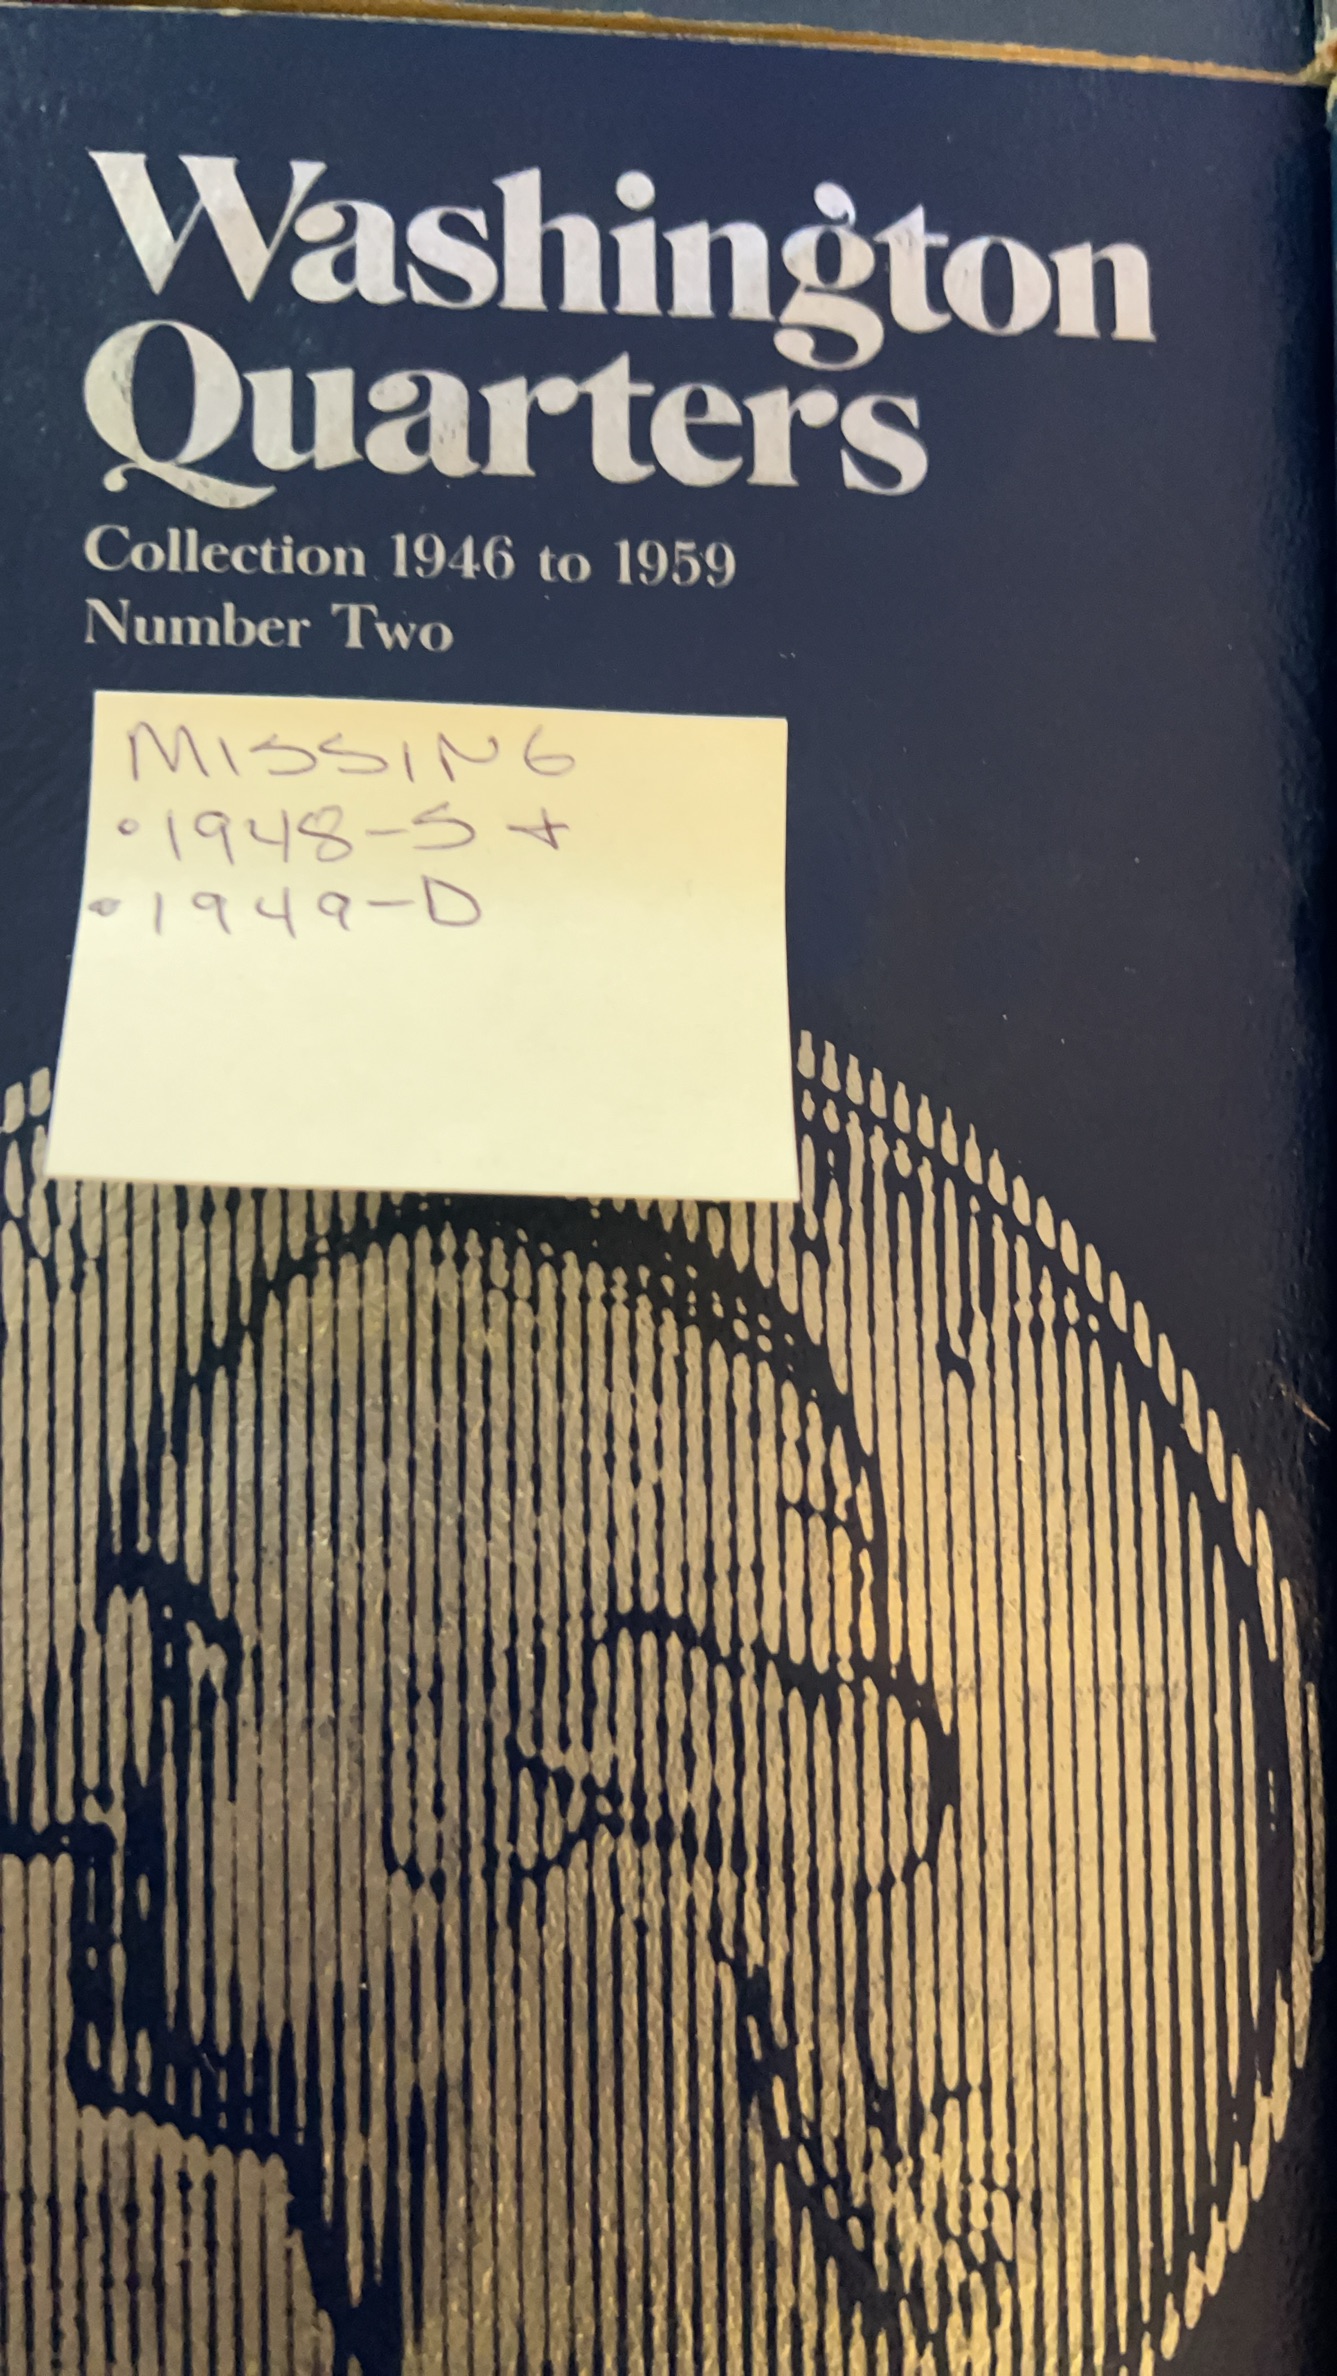 Washington
Quarters
Collection 1946 to 1959
Number Two
MISSING
•1948-S +
•1949-D